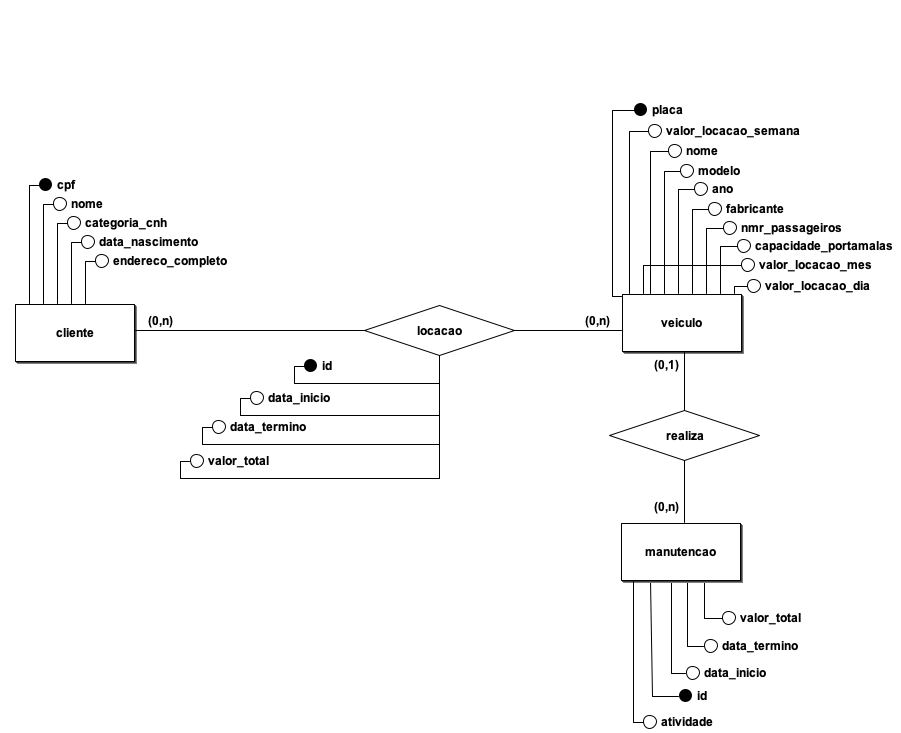 placa
valor_locacao_semana
nome
modelo
ano
fabricante
nmr_passageiros
capacidade_portamalas
valor_locacao_mes
valor_locacao_dia
cpf
nome
categoria_cnh
data_nascimento
endereco_completo
cliente
(0,n)
locacao
(0,n)
veiculo
id
data_inicio
data_termino
valor_total
(0,1)
realiza
(0,n)
manutencao
valor_total
data_termino
data_inicio
id
atividade